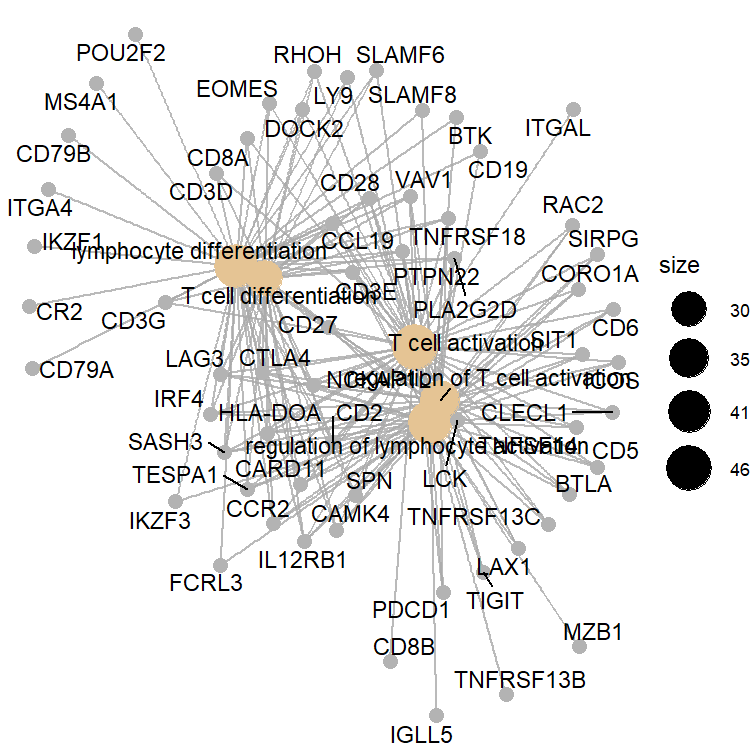 POU2F2
RHOH
SLAMF6
MS4A1
EOMES
LY9
SLAMF8
DOCK2
BTK
ITGAL
CD79B
CD8A
CD19
CD3D
CD28
VAV1
ITGA4
RAC2
IKZF1
lymphocyte differentiation
CCL19
TNFRSF18
SIRPG
size
PTPN22
CORO1A
T cell differentiation
CD3E
CR2
CD3G
PLA2G2D
30
CD27
CD6
T cell activation
SIT1
LAG3
CTLA4
35
CD79A
NCKAP1L
regulation of T cell activation
ICOS
IRF4
HLA-DOA
CD2
CLECL1
41
SASH3
regulation of lymphocyte activation
TNFSF14
CD5
TESPA1
CARD11
46
SPN
LCK
BTLA
IKZF3
CCR2
CAMK4
TNFRSF13C
IL12RB1
LAX1
FCRL3
TIGIT
PDCD1
MZB1
CD8B
TNFRSF13B
IGLL5